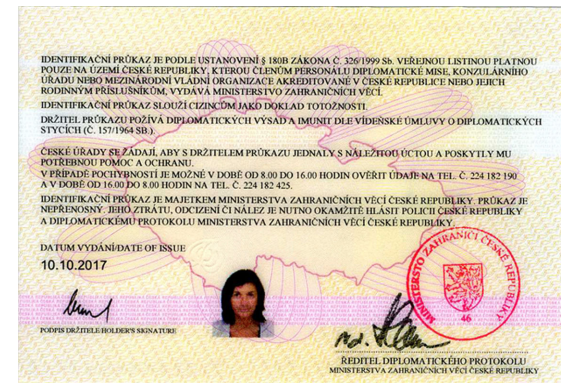 IDENTIFIKAČNÍ PRŮKAZ JE PODLE USTANOVENÍ § 180B ZÁKONA Č. 326/1999 Sb. VEŘEJNOU LISTINOU PLATNOU
POUZE NA ÚZEMÍ ČESKÉ REPUBLIKY, KTEROU ČLENŮM PERSONÁLU DIPLOMATICKÉ MISE, KONZULÁRNÍHO
ÚŘADU NEBO MEZINÁRODNÍ VLÁDNÍ ORGANIZACE AKREDITOVANÉ V ČESKÉ REPUBLICE NEBO JEJICH
RODINNÝM PŘÍSLUŠNÍKŮM, VYDÁVÁ MINISTERSTVO ZAHRANIČNÍCH VĚCÍ.
IDENTIFIKAČNÍ PRŮKAZ SLOUŽÍ CIZINCŮM JAKO DOKLAD TOTOŽNOSTI.
DRŽITEL PRŮKAZU POŽÍVÁ DIPLOMATICKÝCH VÝSAD A IMUNIT DLE VÍDEŇSKÉ ÚMLUVY O DIPLOMATICKÝCH
STYCÍCH (Č. 157/1964 SB.).
ČESKÉ ÚŘADY SE ŽÁDAJÍ, ABY S DRŽITELEM PRŮKAZU JEDNALY S NÁLEŽITOU ÚCTOU A POSKYTLY MU
POTŘEBNOU POMOC A OCHRANU.
V PŘÍPADĚ POCHYBNOSTÍ JE MOŽNÉ V DOBĚ OD 8.00 DO 16.00 HODIN OVĚŘIT ÚDAJE NA TEL. Č. 224 182 190
A V DOBĚ OD 16.00 DO 8.00 HODIN NA TEL. Č. 224 182 425.
IDENTIFIKAČNÍ PRŮKAZ JE MAJETKEM MINISTERSTVA ZAHRANIČNÍCH VĚCÍ ČESKÉ REPUBLIKY. PRŮKAZ JE
NEPŘENOSNÝ. JEHO ZTRÁTU, ODCIZENÍ ČI NÁLEZ JE NUTNO OKAMŽITĚ HLÁSIT POLICII ČESKÉ REPUBLIKY
A DIPLOMATICKÉMU PROTOKOLU MINISTERSTVA ZAHRANIČNÍCH VĚCÍ ČESKÉ REPUBLIKY.
DATUM VYDÁNÍ/DATE OF ISSUE
10.10.2017
MINISTERSTVO ZAHRANIČÍ ČESKÉ REPUBLIKY
46
PODPIS DRŽITELE/HOLDER'S SIGNATURE
ŘEDITEL DIPLOMATICKÉHO PROTOKOLU
MINISTERSTVA ZAHRANIČNÍCH VĚCÍ ČESKÉ REPUBLIKY